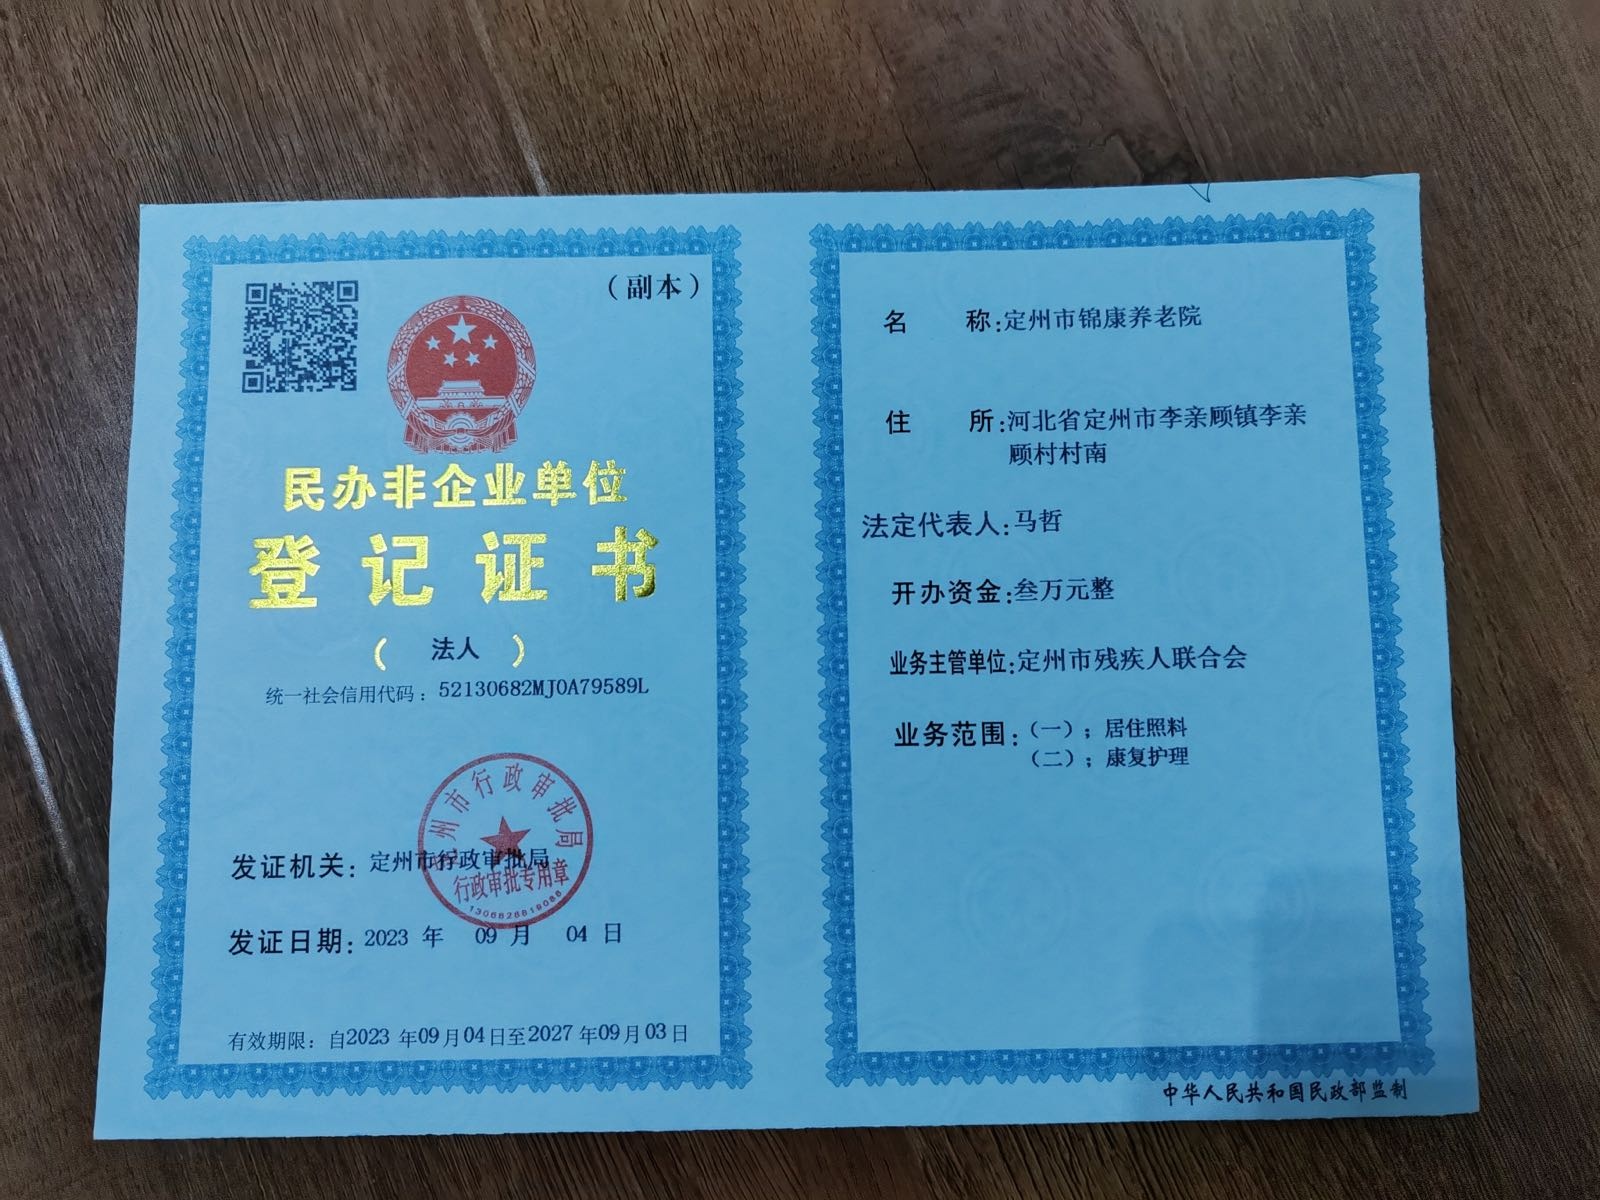 （副本）
民办非企业单位
登记证书
（法人）
统一社会信用代码：52130682MJ0A79589L
发证机关：定州市行政审批局
定州市行政审批局
行政审批专用章
发证日期：2023 年 09 月 04 日
有效期限：自2023 年09月04日至2027年09月03日
名称：定州市锦康养老院
住所：河北省定州市李亲顾镇李亲
顾村村南
法定代表人：马哲
开办资金：叁万元整
业务主管单位：定州市残疾人联合会
业务范围：（一）；居住照料
（二）；康复护理
中华人民共和国民政部监制